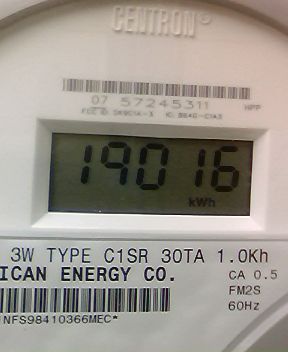 CENTRON®
07 57245311 HPP
19016
kWh
3W TYPE C1SR 30TA 1.0Kh
ICAN ENERGY CO. CA 0.5
FM2S
NFS98410366MEC* 60Hz